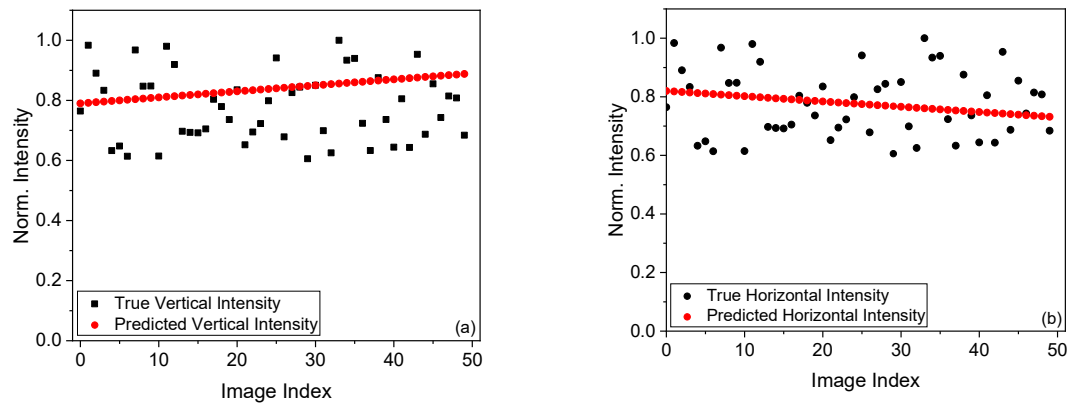 1.0
0.8
0.6
0.4
0.2
0.0
Norm. Intensity
True Vertical Intensity
Predicted Vertical Intensity
(a)
0 10 20 30 40 50
Image Index
1.0
0.8
0.6
0.4
0.2
0.0
Norm. Intensity
True Horizontal Intensity
Predicted Horizontal Intensity
(b)
0 10 20 30 40 50
Image Index